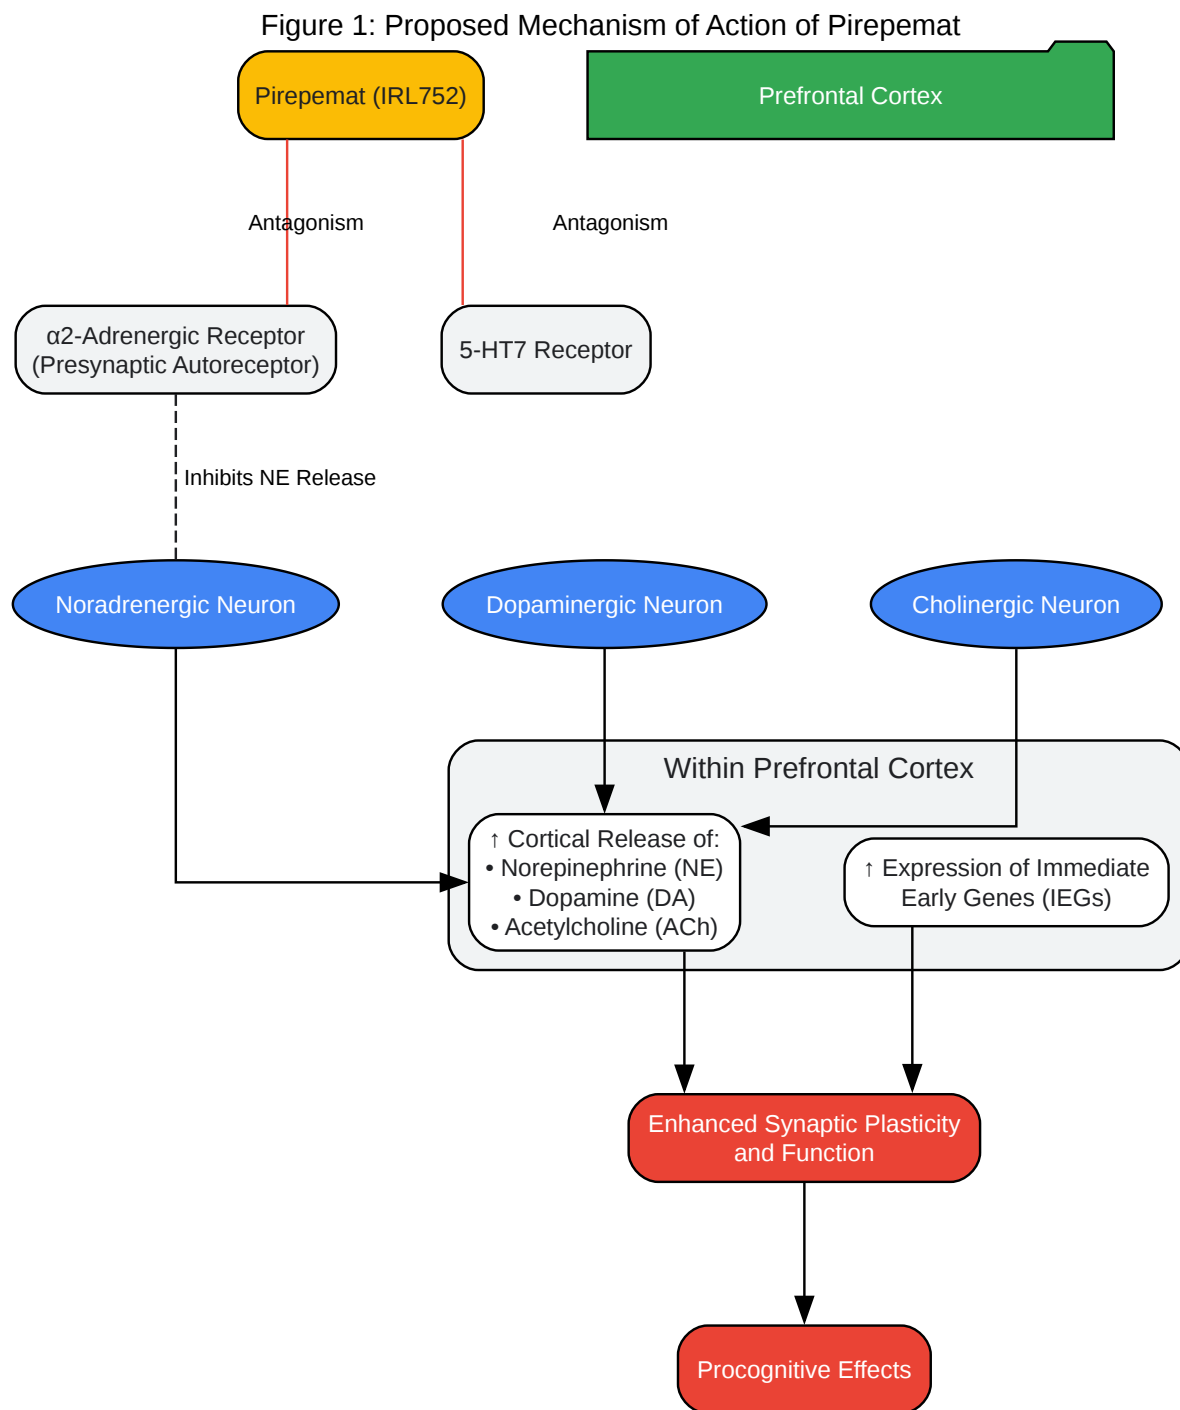 Figure 1: Proposed Mechanism of Action of Pirepemat
Pirepemat (IRL752)
Prefrontal Cortex
Antagonism
Antagonism
α2-Adrenergic Receptor
(Presynaptic Autoreceptor)
5-HT7 Receptor
Inhibits NE Release
Noradrenergic Neuron
Dopaminergic Neuron
Cholinergic Neuron
Within Prefrontal Cortex
↑ Cortical Release of:
• Norepinephrine (NE)
• Dopamine (DA)
• Acetylcholine (ACh)
↑ Expression of Immediate
Early Genes (IEGs)
Enhanced Synaptic Plasticity
and Function
Procognitive Effects